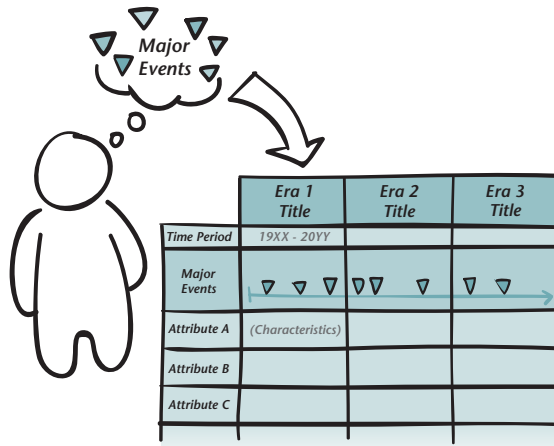 Major
Events
Era 1
Title
Era 2
Title
Era 3
Title
Time Period
19XX - 20YY
Major
Events
Attribute A
(Characteristics)
Attribute B
Attribute C